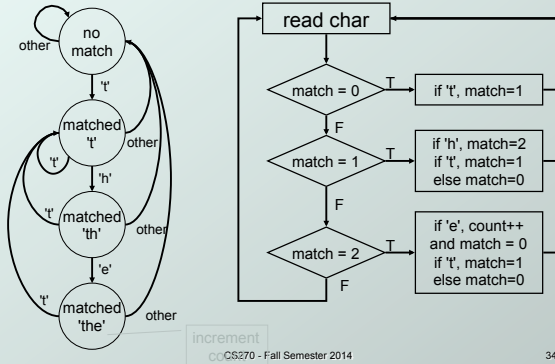 other
no
match
't'
matched
't'
other
't'
'h'
't'
matched
'th'
other
'e'
't'
matched
'the'
other
increment
count
read char
match = 0
T
if 't', match=1
F
match = 1
T
if 'h', match=2
if 't', match=1
else match=0
F
match = 2
T
if 'e', count++
and match = 0
if 't', match=1
else match=0
F
CS270 - Fall Semester 2014
34